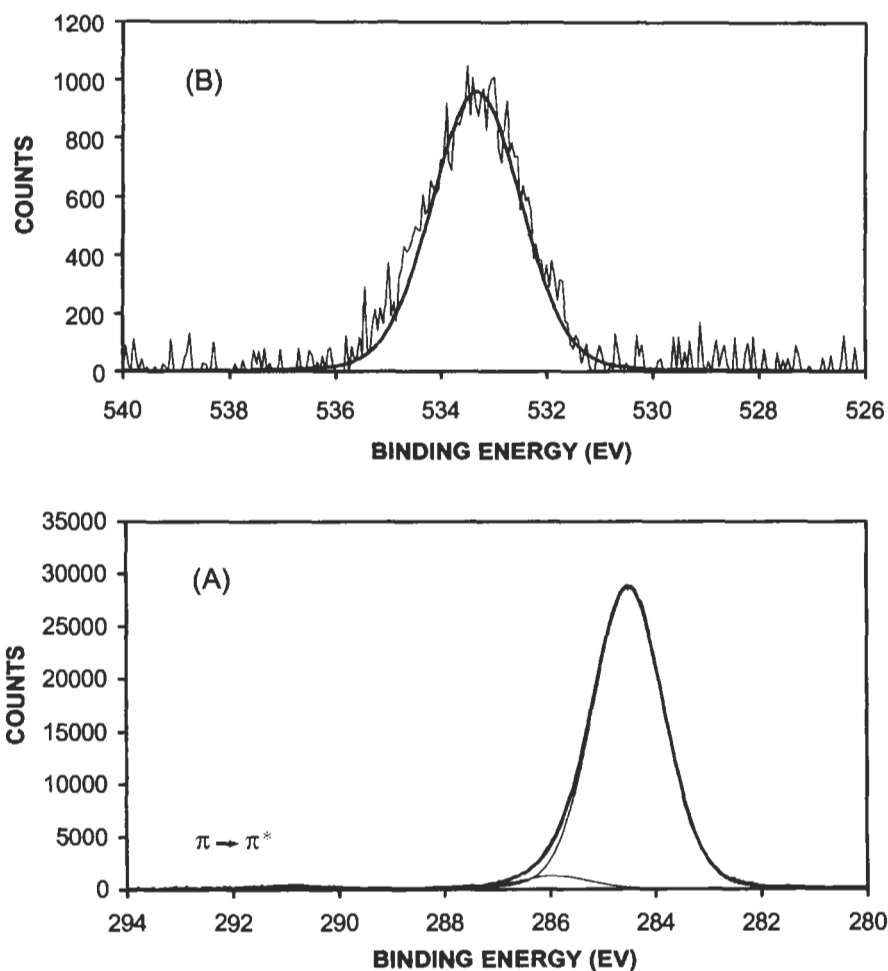 1200
(B)
1000
800
600
400
200
0
COUNTS
540 538 536 534 532 530 528 526
BINDING ENERGY (EV)
35000
(A)
30000
25000
20000
15000
10000
5000
0
COUNTS
π → π*
294 292 290 288 286 284 282 280
BINDING ENERGY (EV)